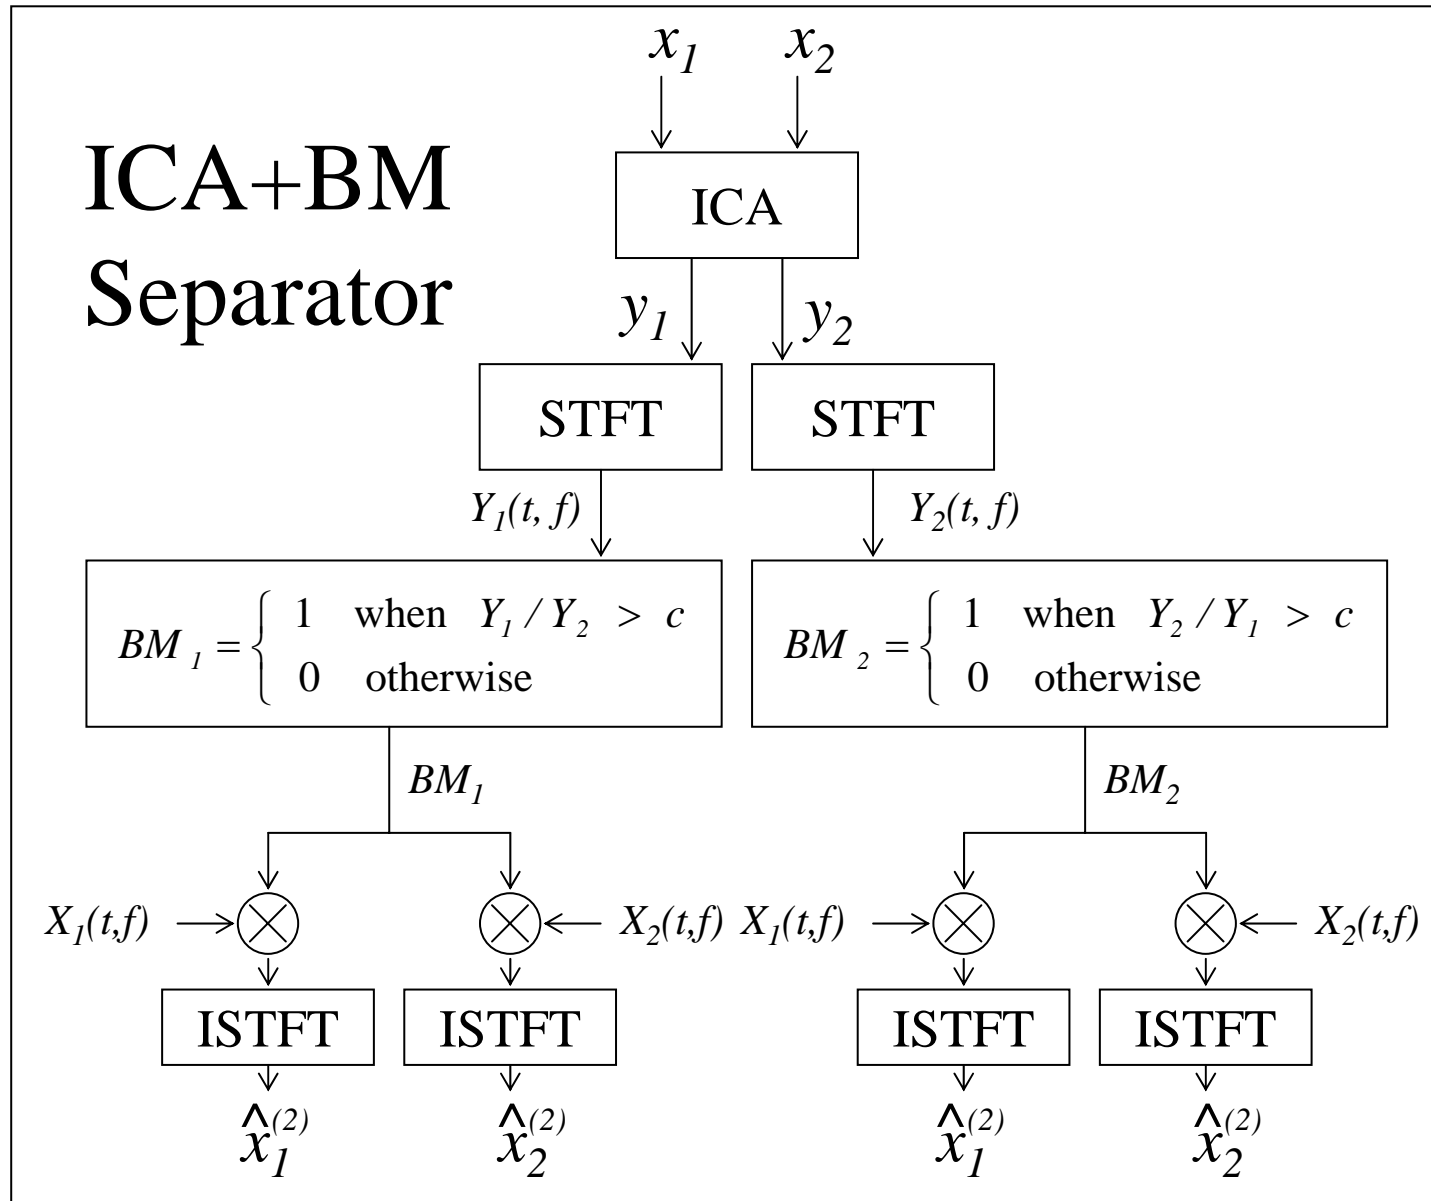 x₁ x₂
ICA+BM
Separator
ICA
y₁ y₂
STFT STFT
Y₁(t, f) Y₂(t, f)
BM₁ = { 1 when Y₁ / Y₂ > c
0 otherwise
BM₂ = { 1 when Y₂ / Y₁ > c
0 otherwise
BM₁ BM₂
X₁(t,f) X₂(t,f) X₁(t,f) X₂(t,f)
ISTFT ISTFT ISTFT ISTFT
x̂₁⁽²⁾ x̂₂⁽²⁾ x̂₁⁽²⁾ x̂₂⁽²⁾